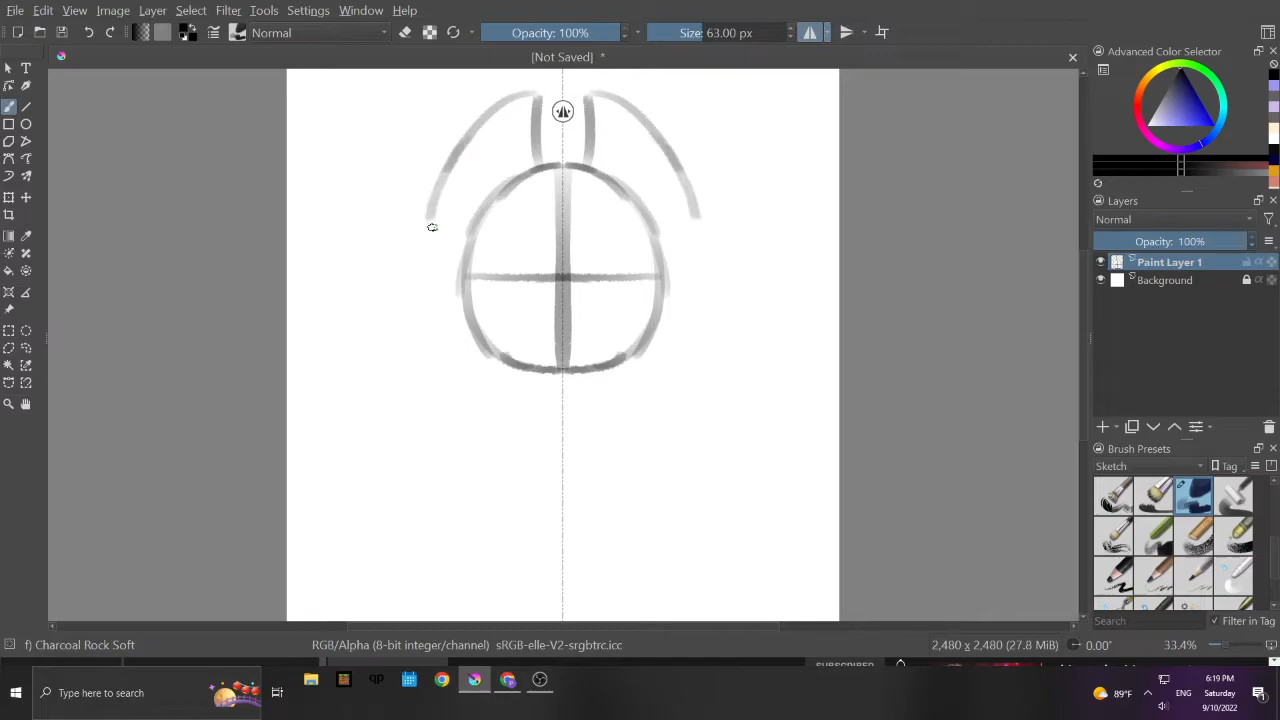 File Edit View Image Layer Select Filter Tools Settings Window Help
Normal Opacity: 100% Size: 63.00 px
[Not Saved] *
Advanced Color Selector
Layers
Normal
Opacity: 100%
Paint Layer 1
Background
Brush Presets
Sketch Tag
Search Filter in Tag
f) Charcoal Rock Soft RGB/Alpha (8-bit integer/channel) sRGB-elle-V2-srgbtrc.icc 2,480 x 2,480 (27.8 MiB) 0.00° 33.4%
SUBSCRIBED
Type here to search qp 89°F ENG 6:19 PM
Saturday
9/10/2022